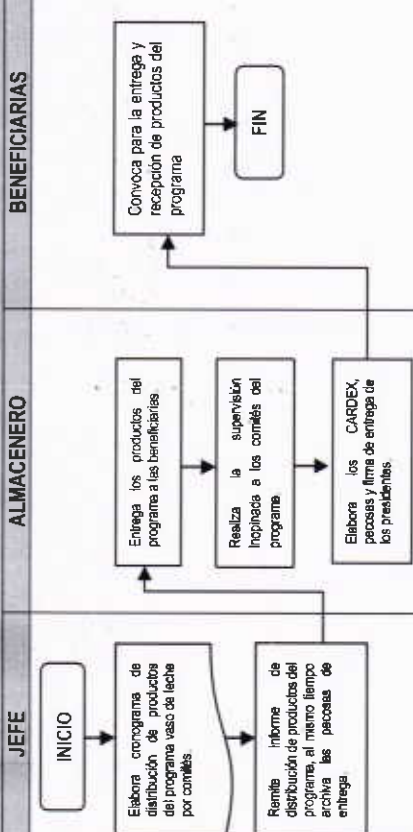 JEFE
INICIO
Elabora cronograma de
distribución de productos
del programa vaso de leche
por comités.
Remite informe de
distribución de productos del
programa, al mismo tiempo
archiva las pecosas de
entrega.
ALMACENERO
Entrega los productos del
programa a las beneficiarias.
Realiza la supervisión
inopinada a los comités del
programa.
Elabora los CARDEX,
pecosas y firma de entrega de
los presidentes.
BENEFICIARIAS
Convoca para la entrega y
recepción de productos del
programa
FIN